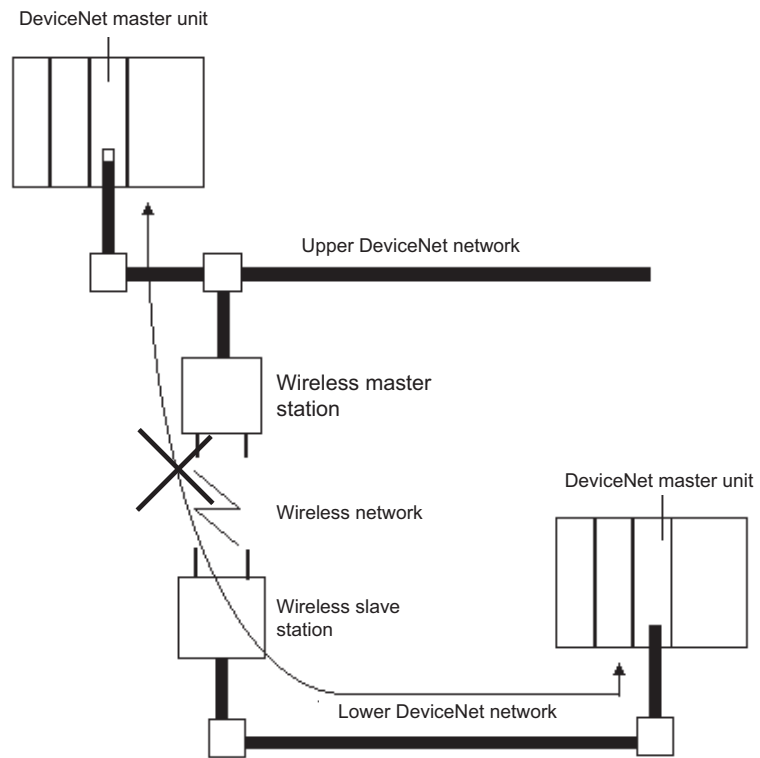 DeviceNet master unit
Upper DeviceNet network
Wireless master
station
DeviceNet master unit
Wireless network
Wireless slave
station
Lower DeviceNet network